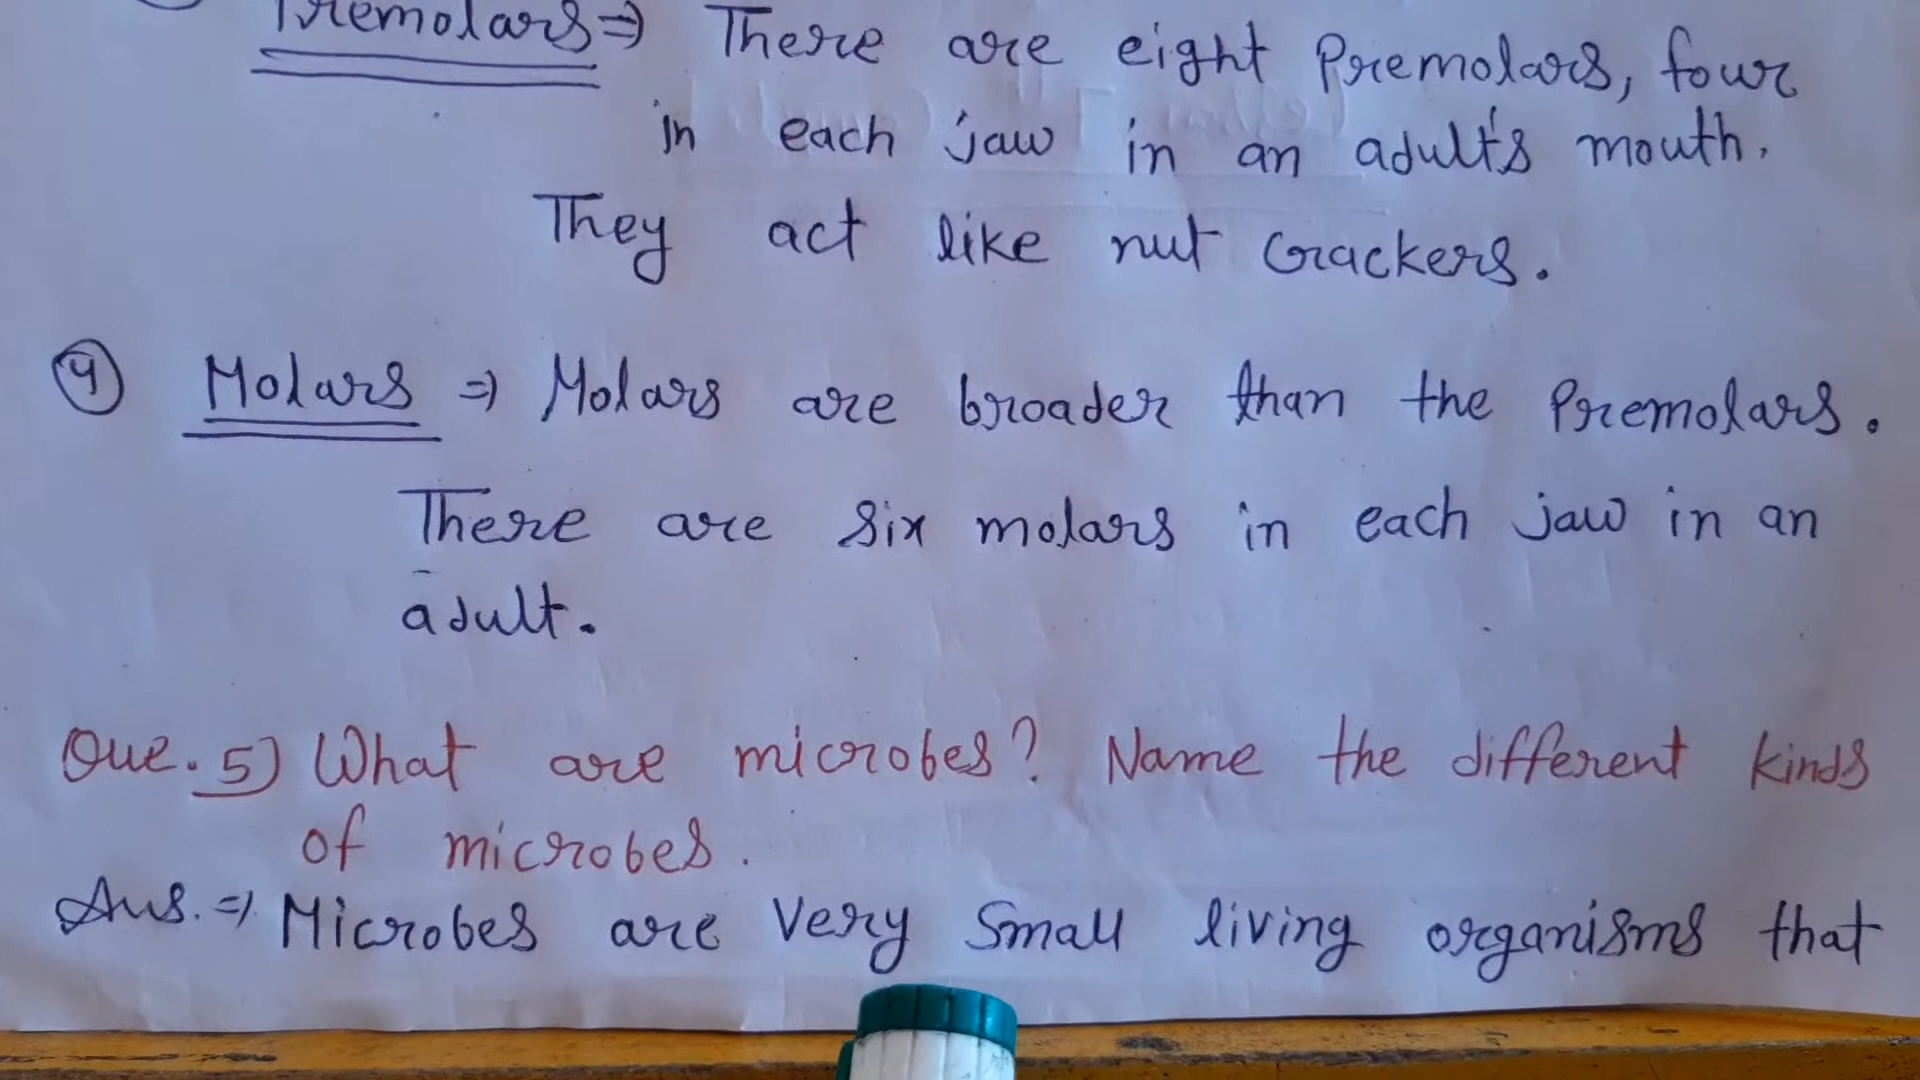 Premolars ⇒ There are eight Premolars, four
in each jaw in an adult's mouth.
They act like nut crackers.
4 Molars ⇒ Molars are broader than the Premolars.
There are six molars in each jaw in an
adult.
Que. 5) What are microbes? Name the different kinds
of microbes.
Ans. ⇒ Microbes are very small living organisms that